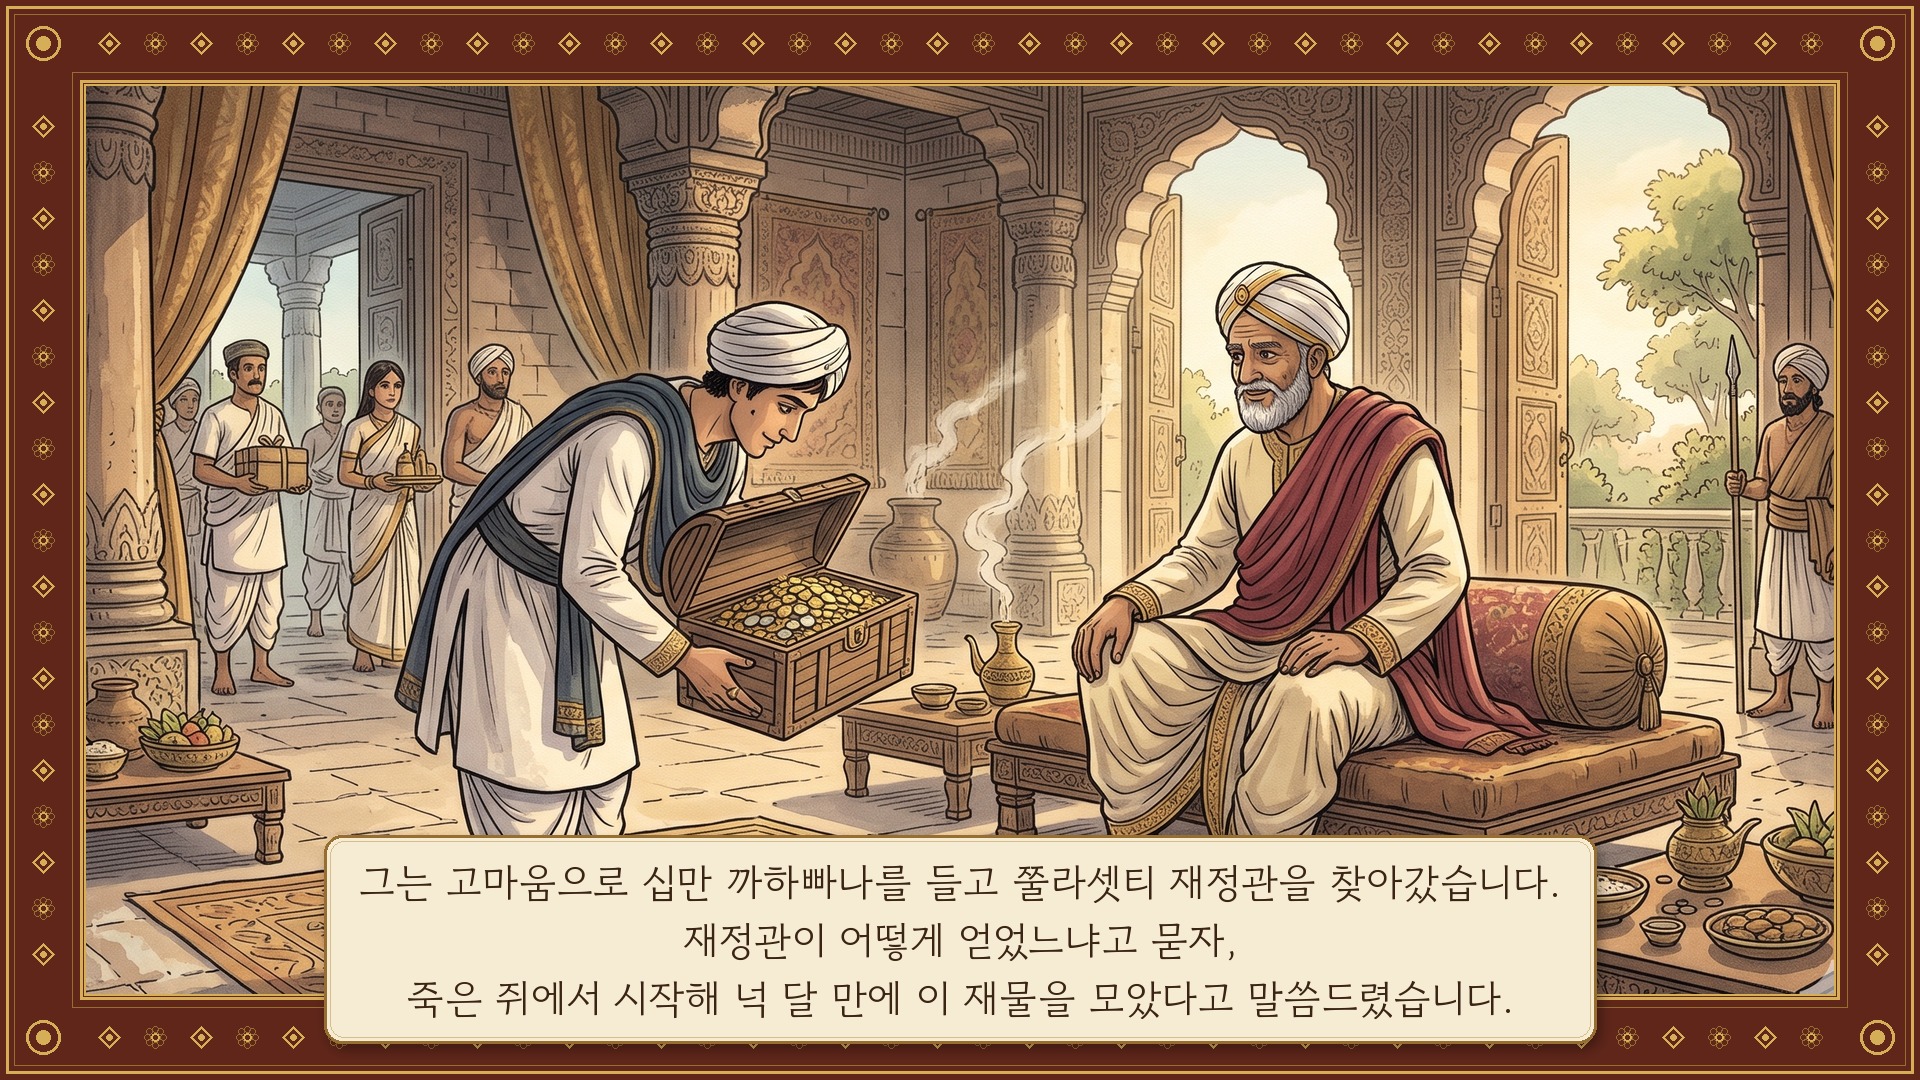 그는 고마움으로 십만 까하빠나를 들고 쭐라셋티 재정관을 찾아갔습니다.
재정관이 어떻게 얻었느냐고 묻자,
죽은 쥐에서 시작해 넉 달 만에 이 재물을 모았다고 말씀드렸습니다.